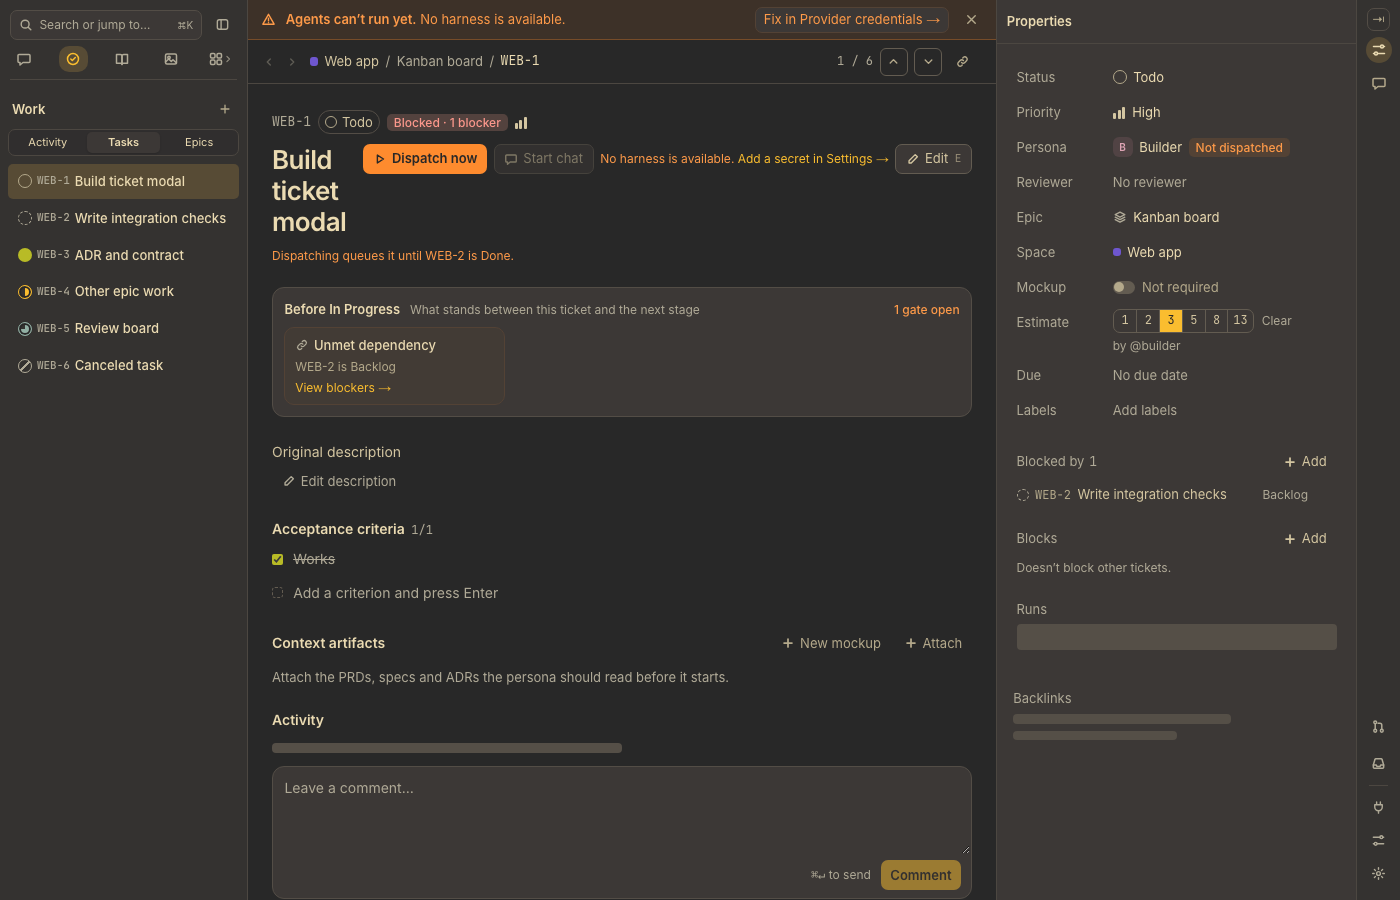 Search or jump to...
⌘K
Work
Activity
Tasks
Epics
WEB-1 Build ticket modal
WEB-2 Write integration checks
WEB-3 ADR and contract
WEB-4 Other epic work
WEB-5 Review board
WEB-6 Canceled task
Agents can't run yet. No harness is available.
Fix in Provider credentials →
Web app / Kanban board / WEB-1
1 / 6
WEB-1
Todo
Blocked · 1 blocker
Build ticket modal
Dispatch now
Start chat
No harness is available. Add a secret in Settings →
Edit E
Dispatching queues it until WEB-2 is Done.
Before In Progress
What stands between this ticket and the next stage
1 gate open
Unmet dependency
WEB-2 is Backlog
View blockers →
Original description
Edit description
Acceptance criteria 1/1
Works
Add a criterion and press Enter
Context artifacts
New mockup
Attach
Attach the PRDs, specs and ADRs the persona should read before it starts.
Activity
Leave a comment...
⌘↵ to send
Comment
Properties
Status
Todo
Priority
High
Persona
B Builder
Not dispatched
Reviewer
No reviewer
Epic
Kanban board
Space
Web app
Mockup
Not required
Estimate
1 2 3 5 8 13
Clear
by @builder
Due
No due date
Labels
Add labels
Blocked by 1
Add
WEB-2 Write integration checks
Backlog
Blocks
Add
Doesn't block other tickets.
Runs
Backlinks